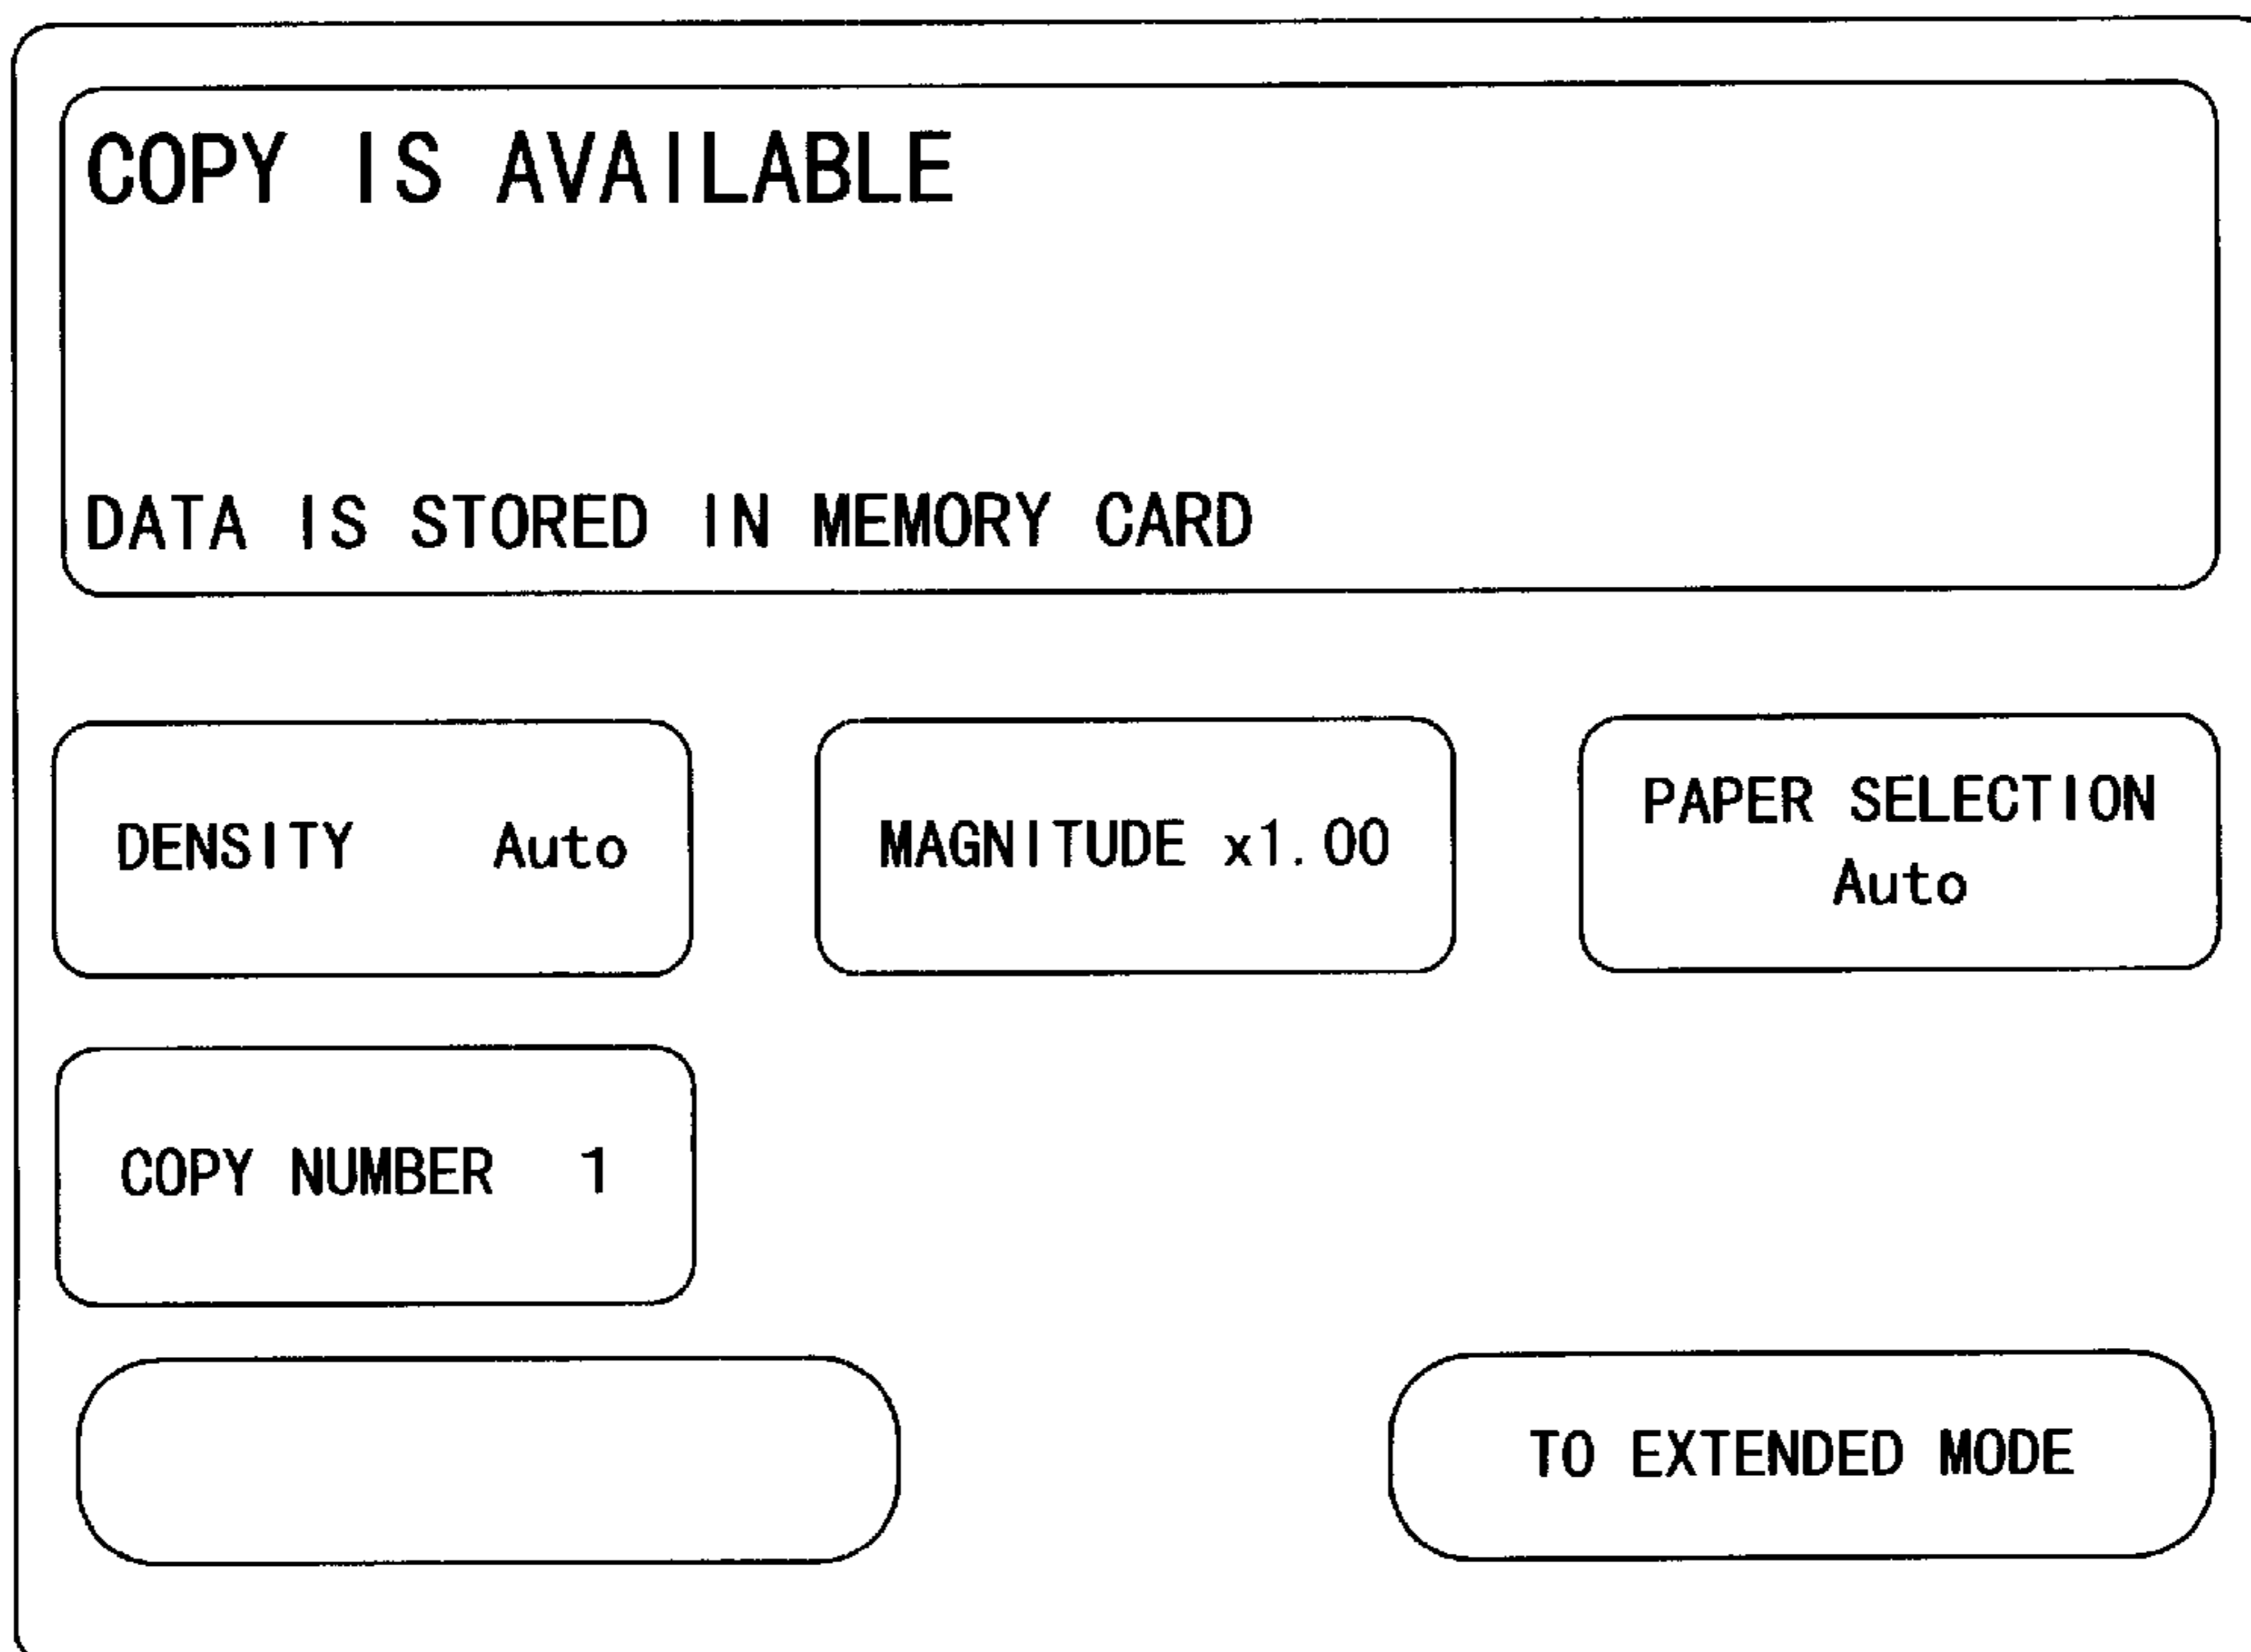 COPY IS AVAILABLE
DATA IS STORED IN MEMORY CARD
DENSITY Auto
MAGNITUDE x1.00
PAPER SELECTION
Auto
COPY NUMBER 1
TO EXTENDED MODE